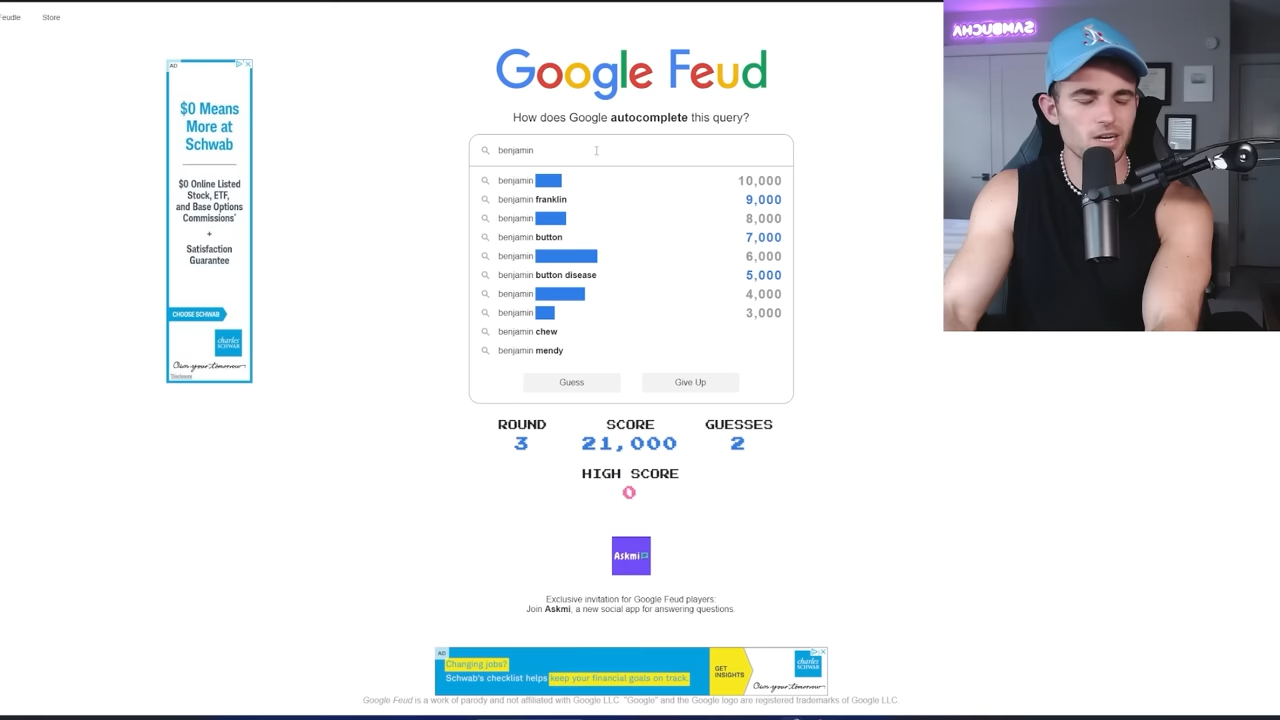 Feudle Store
SAMBUCHA
AD
$0 Means
More at
Schwab
$0 Online Listed
Stock, ETF,
and Base Options
Commissions*
+
Satisfaction
Guarantee
CHOOSE SCHWAB
charles
SCHWAB
Own your tomorrow
Disclosures
Google Feud
How does Google autocomplete this query?
benjamin
benjamin 10,000
benjamin franklin 9,000
benjamin 8,000
benjamin button 7,000
benjamin 6,000
benjamin button disease 5,000
benjamin 4,000
benjamin 3,000
benjamin chew
benjamin mendy
Guess Give Up
ROUND SCORE GUESSES
3 21,000 2
HIGH SCORE
0
Askmi
Exclusive invitation for Google Feud players:
Join Askmi, a new social app for answering questions.
AD
Changing jobs?
Schwab's checklist helps keep your financial goals on track.
GET
INSIGHTS
charles
SCHWAB
Own your tomorrow
Google Feud is a work of parody and not affiliated with Google LLC "Google" and the Google logo are registered trademarks of Google LLC.